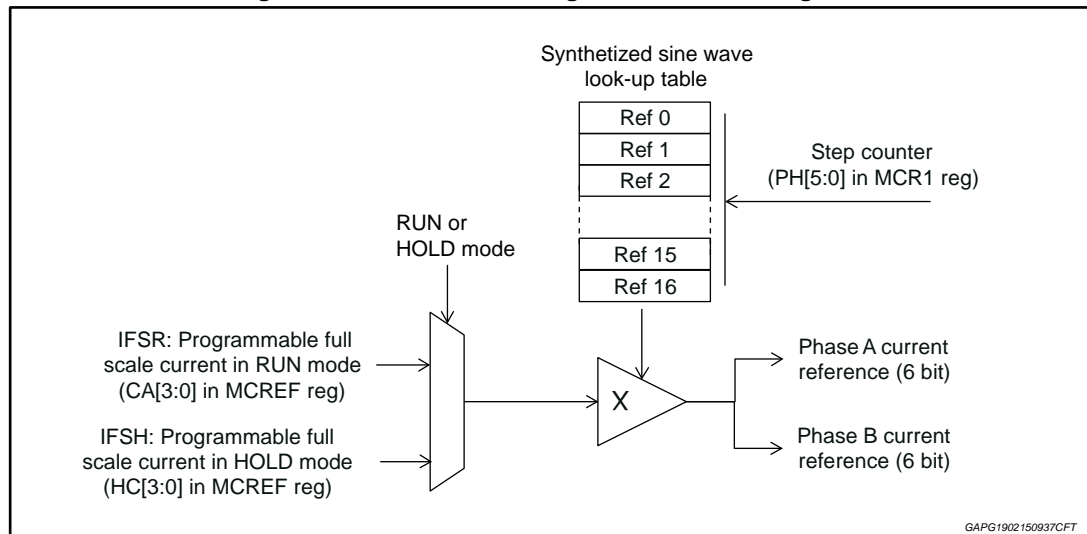 Synthetized sine wave
look-up table
Ref 0
Ref 1
Ref 2
Ref 15
Ref 16
Step counter
(PH[5:0] in MCR1 reg)
RUN or
HOLD mode
IFSR: Programmable full
scale current in RUN mode
(CA[3:0] in MCREF reg)
IFSH: Programmable full
scale current in HOLD mode
(HC[3:0] in MCREF reg)
X
Phase A current
reference (6 bit)
Phase B current
reference (6 bit)
GAPG1902150937CFT